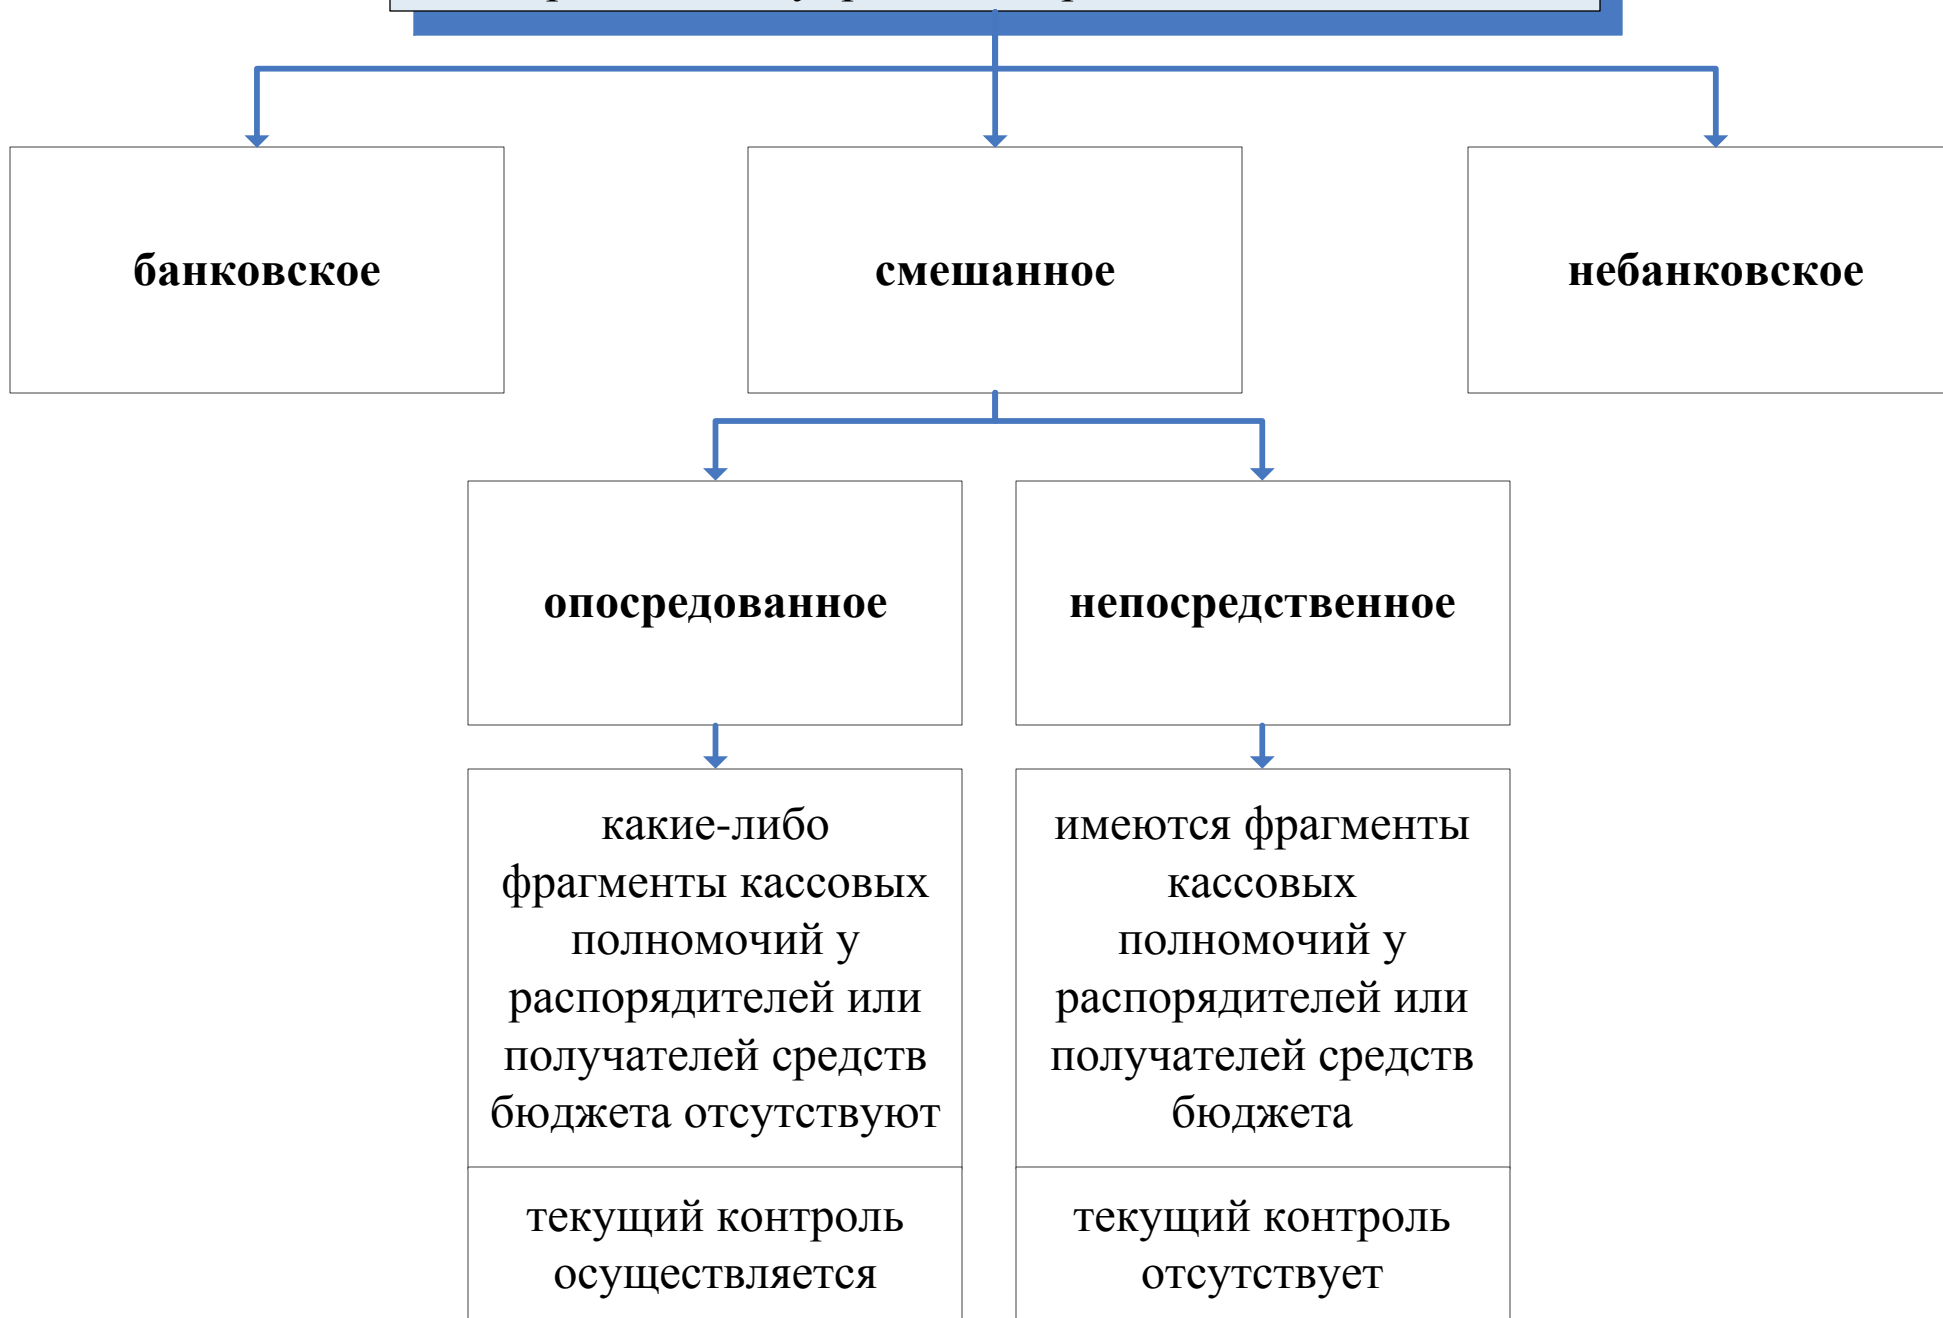 банковское
смешанное
небанковское
опосредованное
непосредственное
какие-либо
фрагменты кассовых
полномочий у
распорядителей или
получателей средств
бюджета отсутствуют
имеются фрагменты
кассовых
полномочий у
распорядителей или
получателей средств
бюджета
текущий контроль
осуществляется
текущий контроль
отсутствует